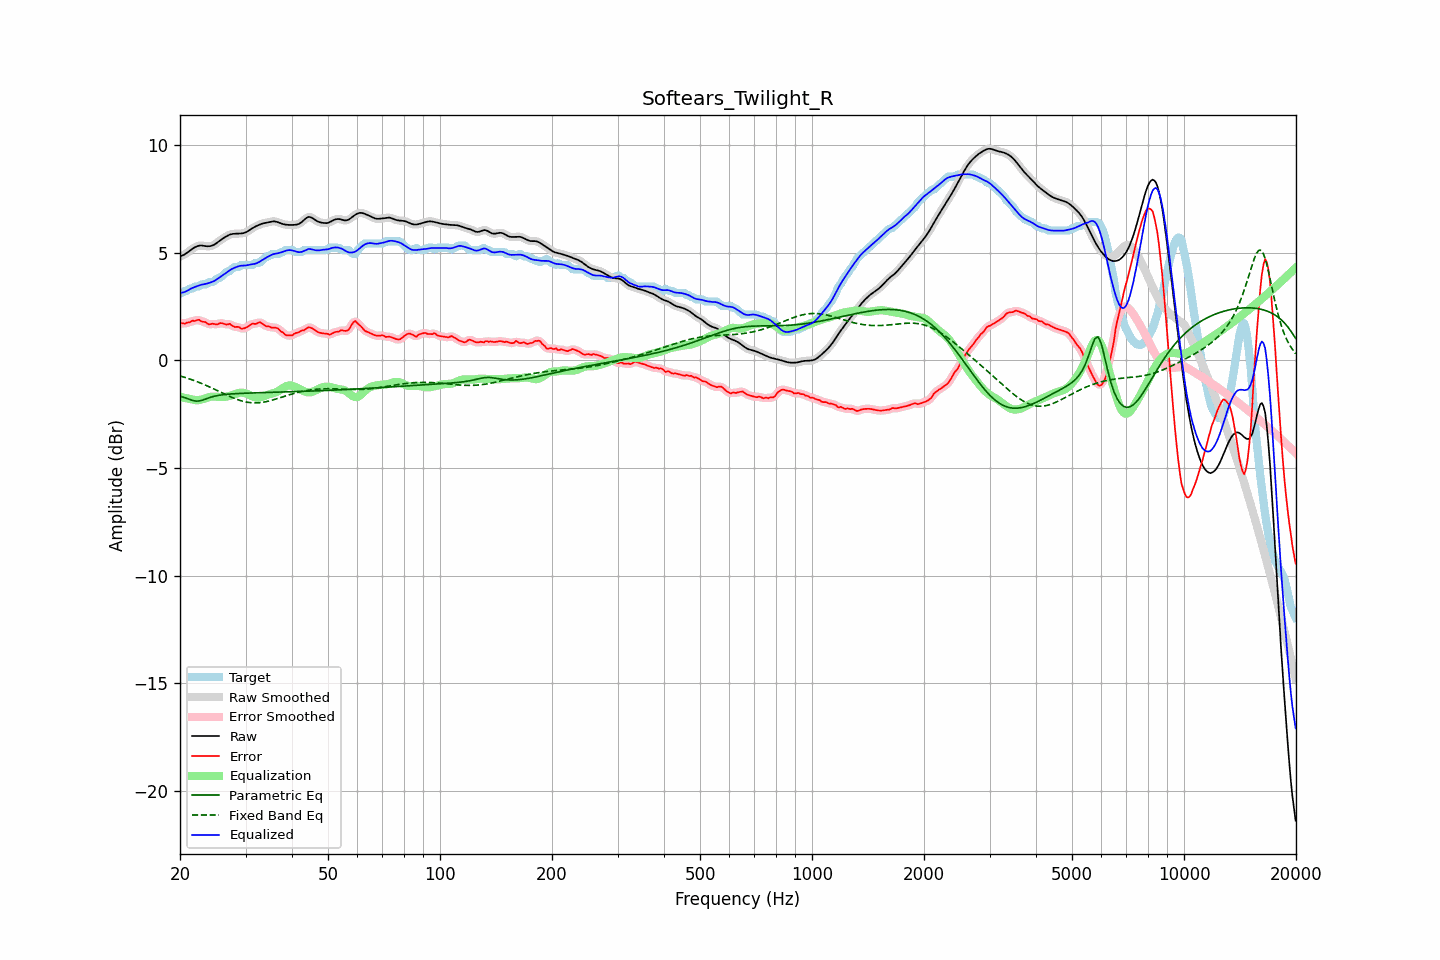 Softears_Twilight_R
10
5
0
−5
−10
−15
−20
Amplitude (dBr)
Target
Raw Smoothed
Error Smoothed
Raw
Error
Equalization
Parametric Eq
Fixed Band Eq
Equalized
20 50 100 200 500 1000 2000 5000 10000 20000
Frequency (Hz)